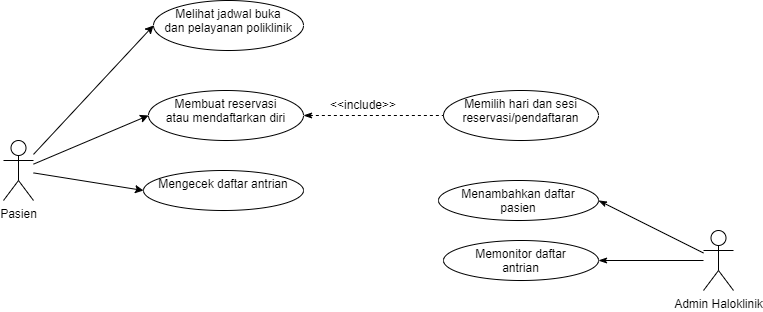 Melihat jadwal buka
dan pelayanan poliklinik
Membuat reservasi
atau mendaftarkan diri
<<include>>
Memilih hari dan sesi
reservasi/pendaftaran
Mengecek daftar antrian
Pasien
Menambahkan daftar
pasien
Memonitor daftar
antrian
Admin Haloklinik